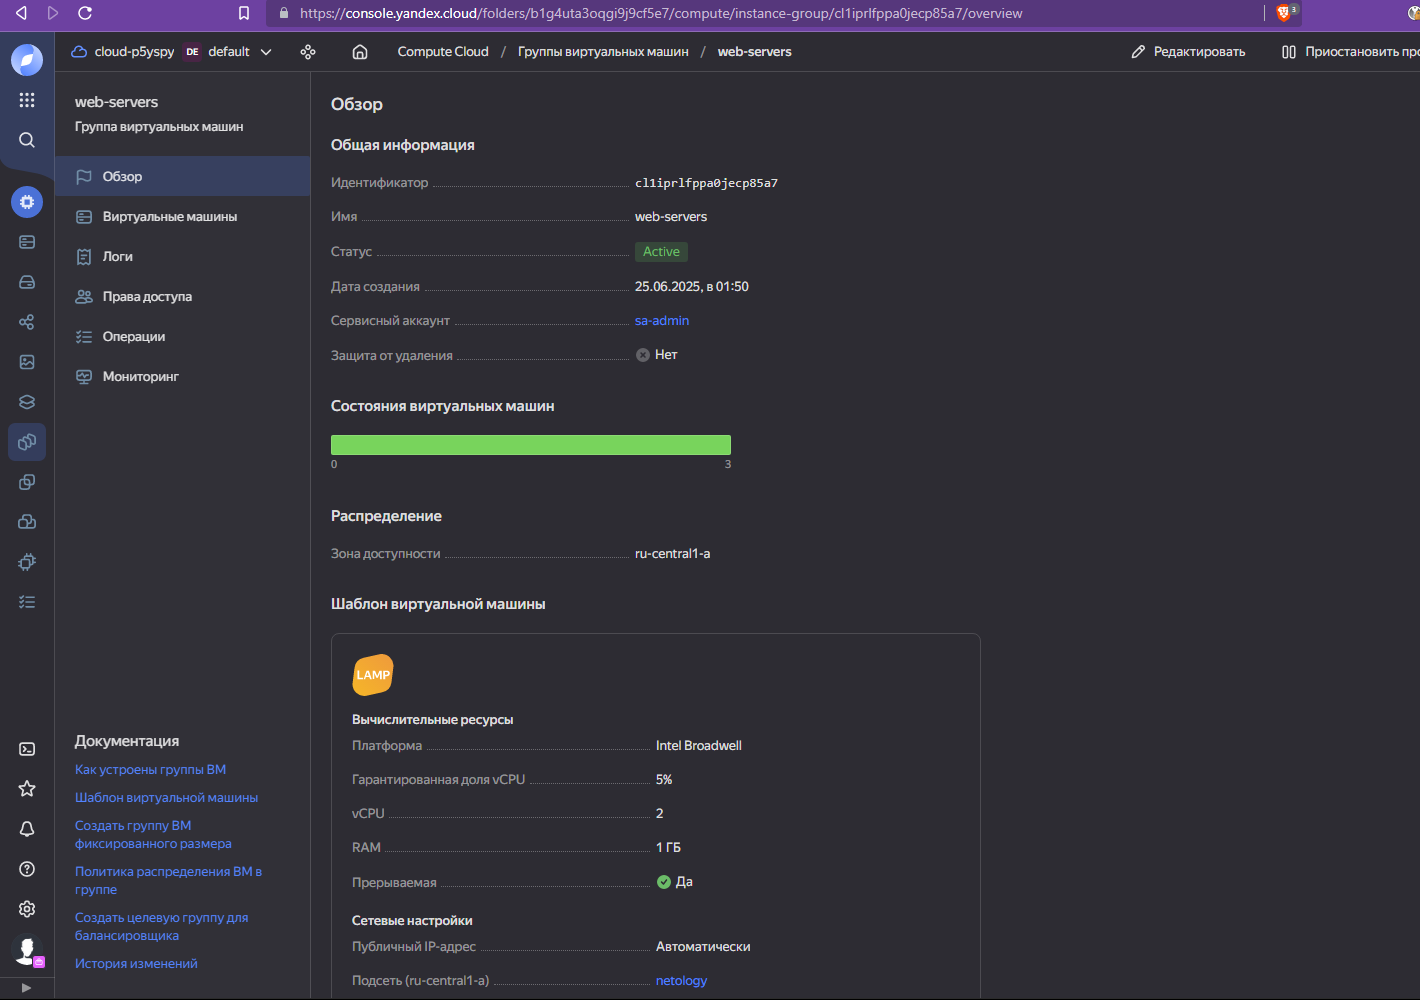 https://console.yandex.cloud/folders/b1g4uta3oqgi9j9cf5e7/compute/instance-group/cl1iprlfppa0jecp85a7/overview
3
cloud-p5yspy DE default
Compute Cloud / Группы виртуальных машин / web-servers
Редактировать
Приостановить
web-servers
Группа виртуальных машин
Обзор
Виртуальные машины
Логи
Права доступа
Операции
Мониторинг
Документация
Как устроены группы ВМ
Шаблон виртуальной машины
Создать группу ВМ
фиксированного размера
Политика распределения ВМ в
группе
Создать целевую группу для
балансировщика
История изменений
Обзор
Общая информация
Идентификатор cl1iprlfppa0jecp85a7
Имя web-servers
Статус Active
Дата создания 25.06.2025, в 01:50
Сервисный аккаунт sa-admin
Защита от удаления Нет
Состояния виртуальных машин
0 3
Распределение
Зона доступности ru-central1-a
Шаблон виртуальной машины
LAMP
Вычислительные ресурсы
Платформа Intel Broadwell
Гарантированная доля vCPU 5%
vCPU 2
RAM 1 ГБ
Прерываемая Да
Сетевые настройки
Публичный IP-адрес Автоматически
Подсеть (ru-central1-a) netology